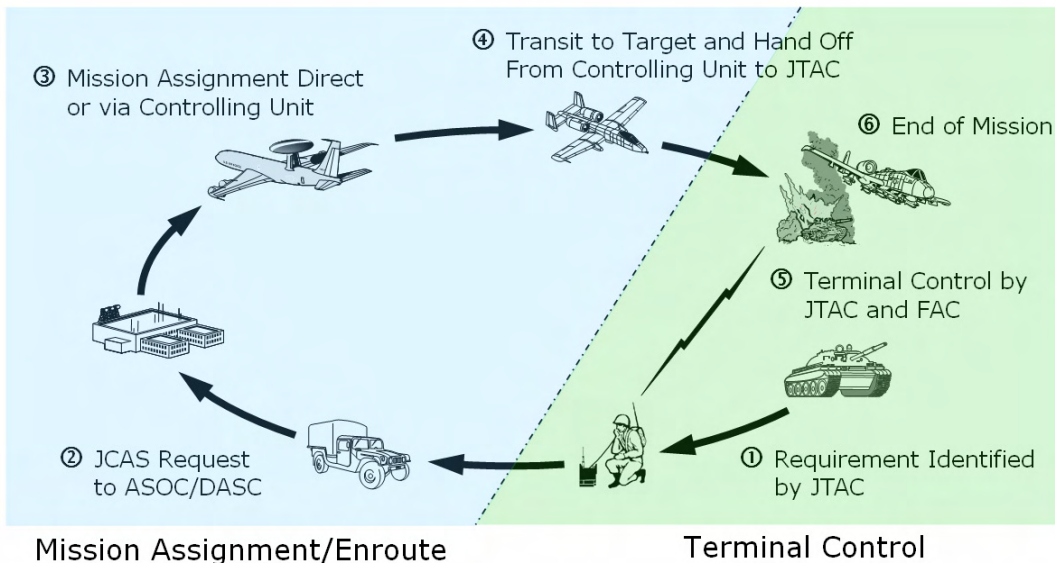 ④ Transit to Target and Hand Off
From Controlling Unit to JTAC
③ Mission Assignment Direct
or via Controlling Unit
⑥ End of Mission
⑤ Terminal Control by
JTAC and FAC
② JCAS Request
to ASOC/DASC
① Requirement Identified
by JTAC
Mission Assignment/Enroute
Terminal Control